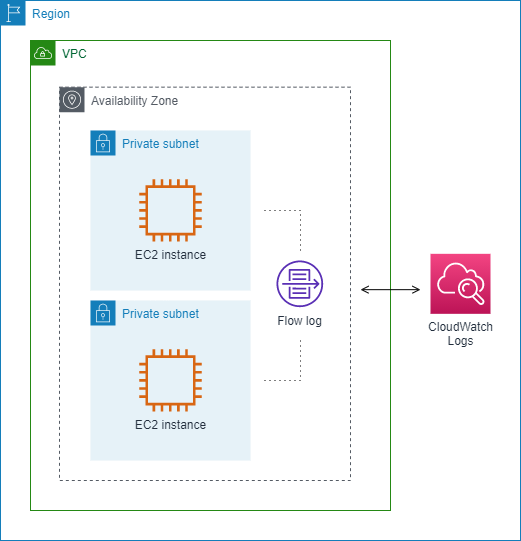 Region
VPC
Availability Zone
Private subnet
EC2 instance
Flow log
CloudWatch
Logs
Private subnet
EC2 instance